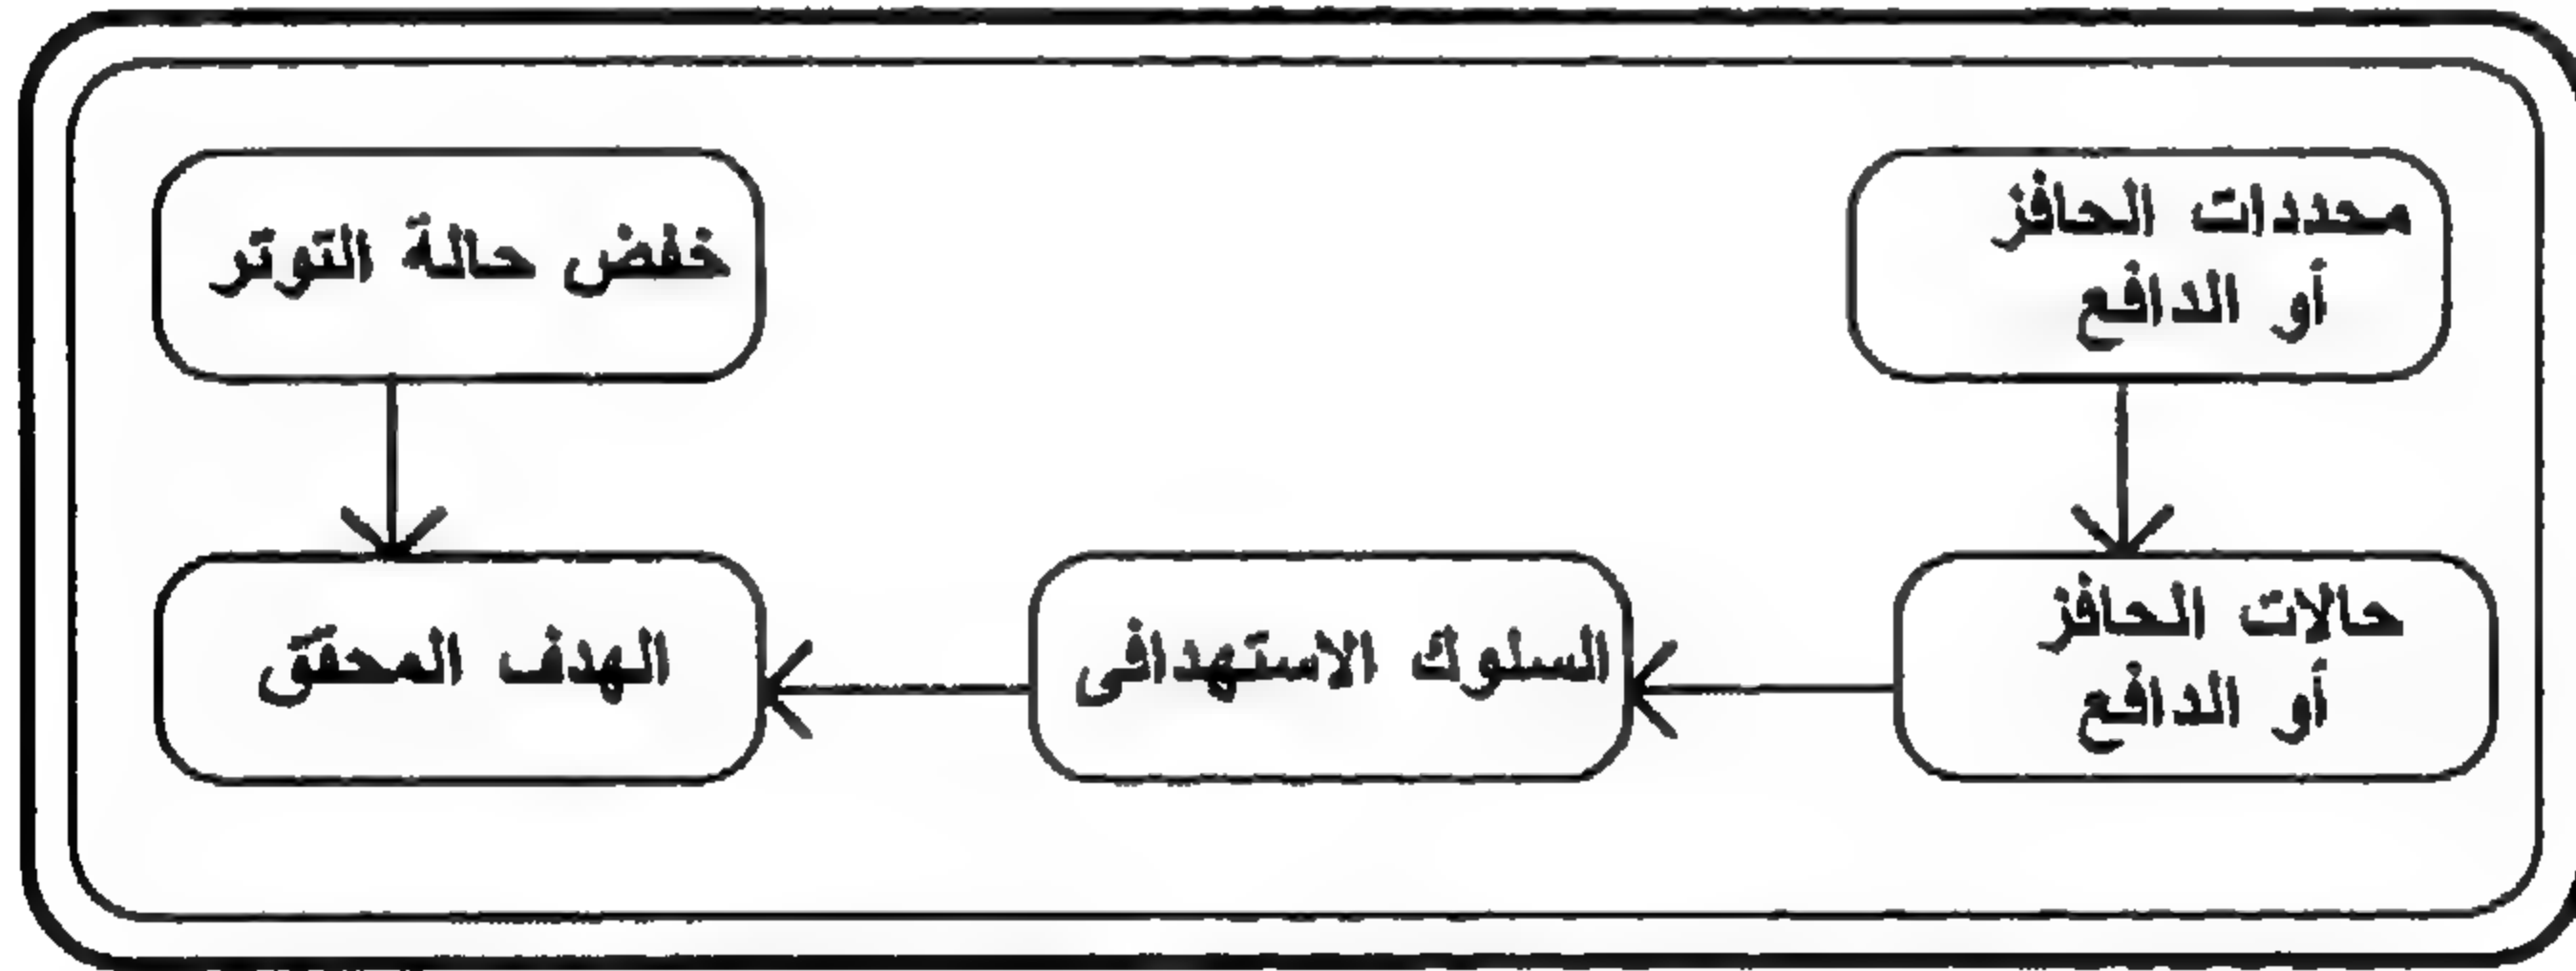 محددات الحافز
أو الدافع
خفض حالة التوتر
حالات الحافز
أو الدافع
السلوك الاستهدافى
الهدف المحقق